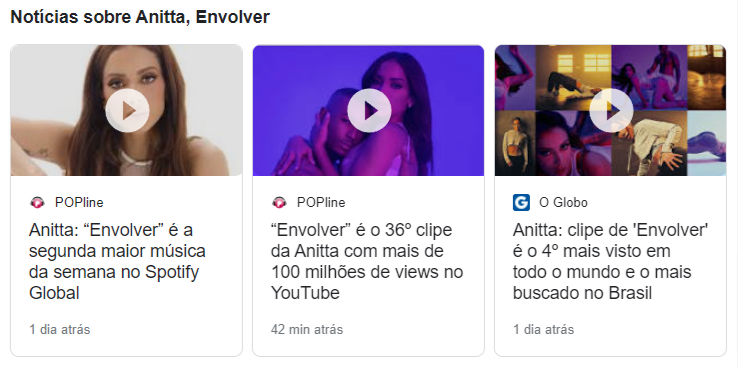 Notícias sobre Anitta, Envolver
POPline
Anitta: “Envolver” é a
segunda maior música
da semana no Spotify
Global
1 dia atrás
POPline
“Envolver” é o 36º clipe
da Anitta com mais de
100 milhões de views no
YouTube
42 min atrás
G
O Globo
Anitta: clipe de 'Envolver'
é o 4º mais visto em
todo o mundo e o mais
buscado no Brasil
1 dia atrás